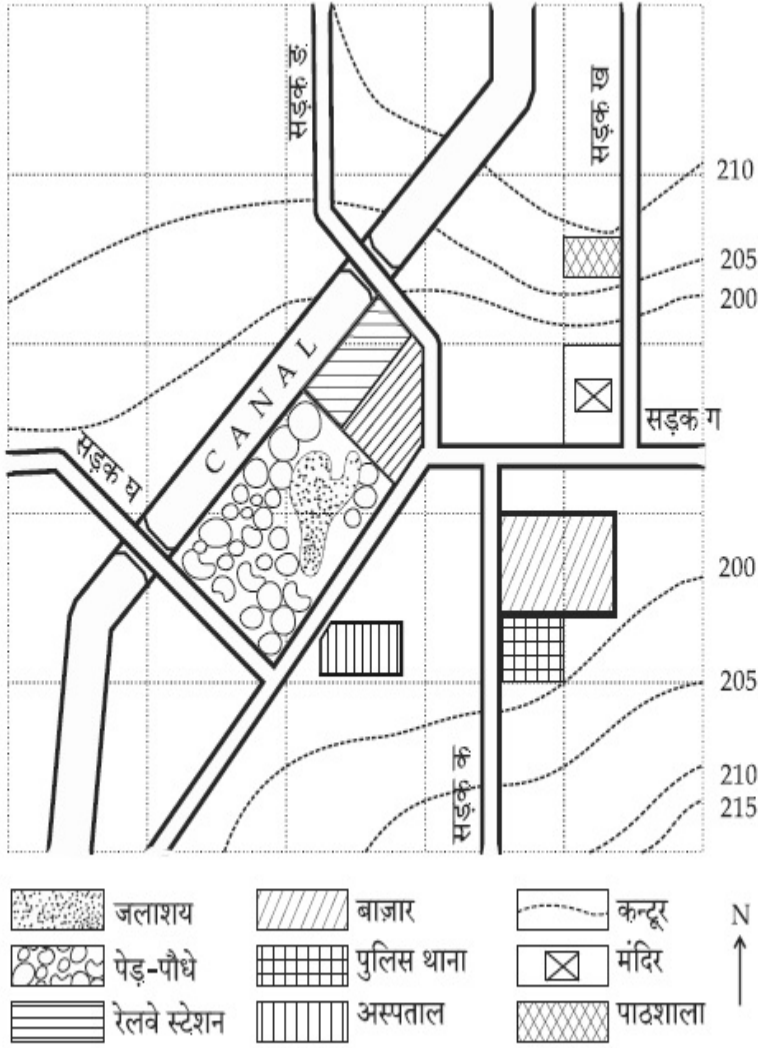 सड़क ङ
सड़क ख
210
205
200
CANAL
सड़क ग
सड़क घ
200
205
210
215
सड़क क
जलाशय
बाज़ार
कन्टूर
N
पेड़-पौधे
पुलिस थाना
मंदिर
रेलवे स्टेशन
अस्पताल
पाठशाला